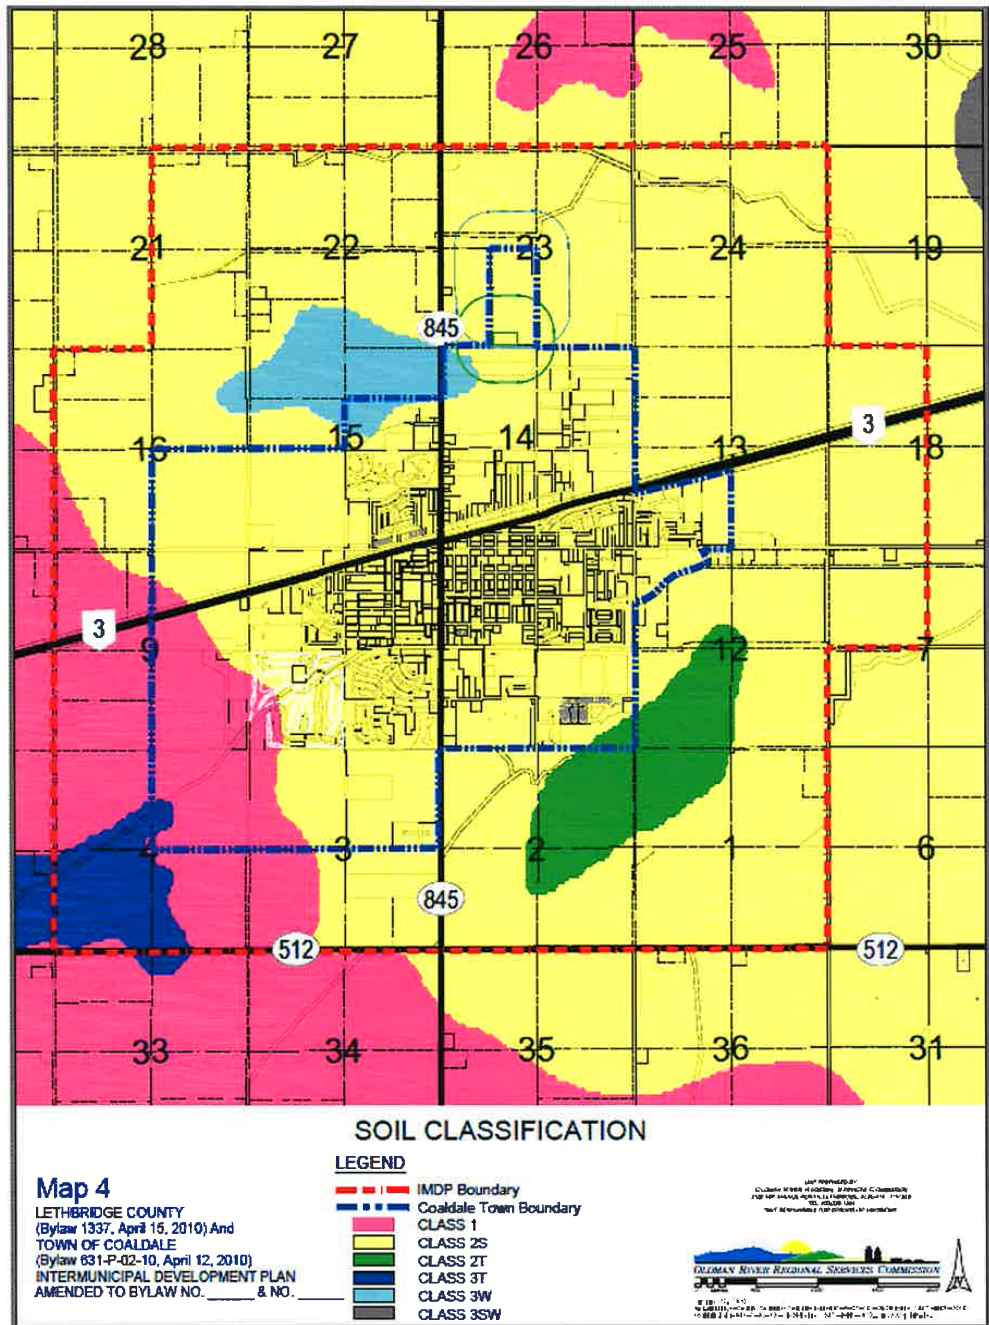 28 27 26 25 30
21 22 23 24 19
845
3
16 15 14 13 18
3
9 12 7
4 3 2 1 6
845
512 512
33 34 35 36 31
SOIL CLASSIFICATION
LEGEND
IMDP Boundary
Coaldale Town Boundary
CLASS 1
CLASS 2S
CLASS 2T
CLASS 3T
CLASS 3W
CLASS 3SW
Map 4
LETHBRIDGE COUNTY
(Bylaw 1337, April 15, 2010) And
TOWN OF COALDALE
(Bylaw 631-P-02-10, April 12, 2010)
INTERMUNICIPAL DEVELOPMENT PLAN
AMENDED TO BYLAW NO. ______ & NO. ______
OLDMAN RIVER REGIONAL SERVICES COMMISSION
N